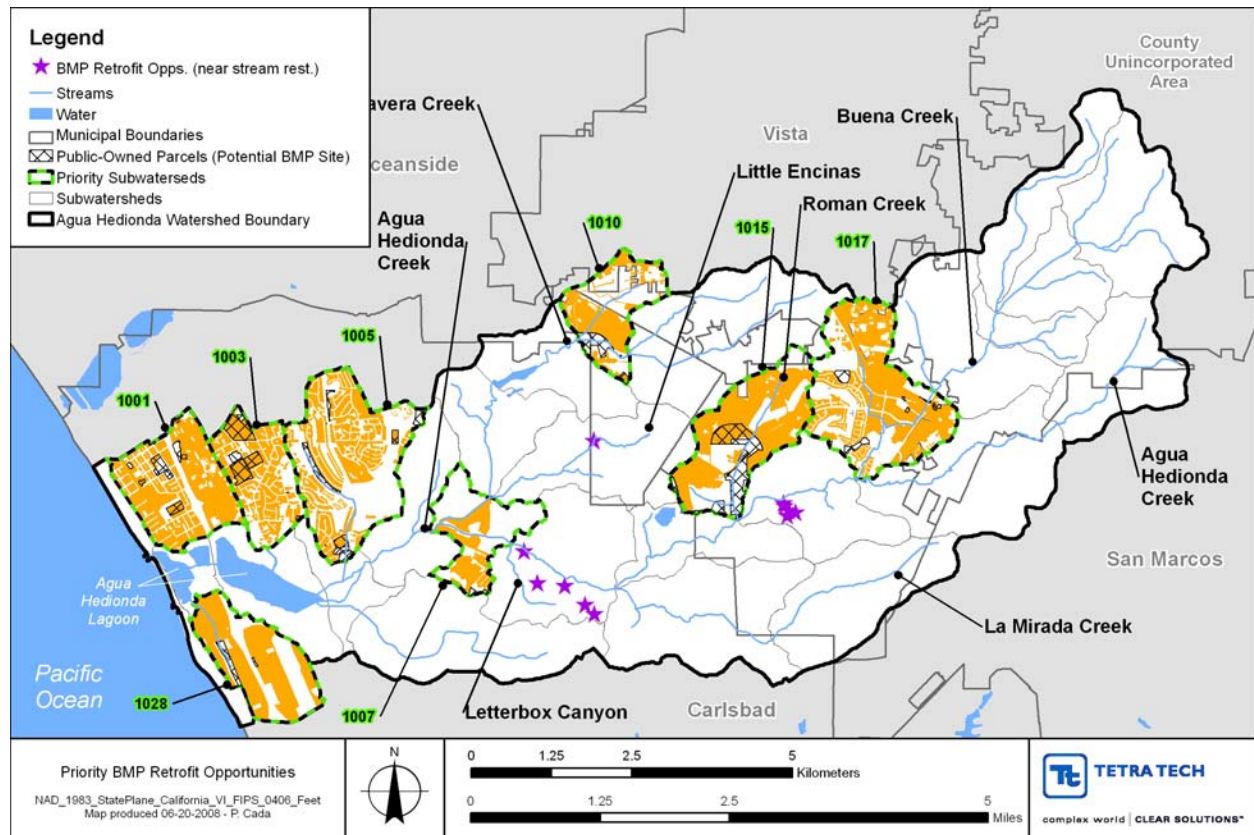 Legend
BMP Retrofit Opps. (near stream rest.)
Streams
Water
Municipal Boundaries
Public-Owned Parcels (Potential BMP Site)
Priority Subwaterseds
Subwatersheds
Agua Hedionda Watershed Boundary
County
Unincorporated
Area
avera Creek
ceanside
Vista
Buena Creek
Little Encinas
Roman Creek
Agua
Hedionda
Creek
1010
1015
1017
1005
1003
1001
Agua
Hedionda
Creek
San Marcos
Agua
Hedionda
Lagoon
La Mirada Creek
Pacific
Ocean
1028
1007
Letterbox Canyon
Carlsbad
Priority BMP Retrofit Opportunities
NAD_1983_StatePlane_California_VI_FIPS_0406_Feet
Map produced 06-20-2008 - P. Cada
N
0 1.25 2.5 5
Kilometers
0 1.25 2.5 5
Miles
Tt TETRA TECH
complex world | CLEAR SOLUTIONS™